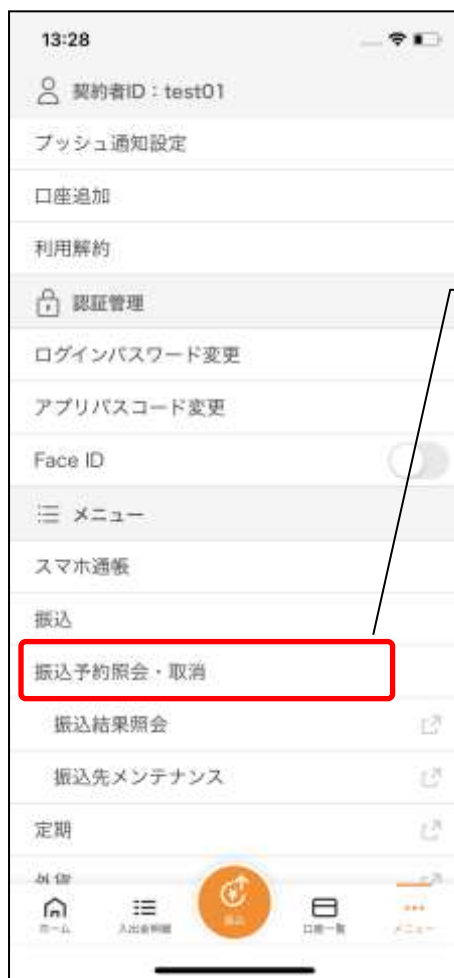 13:28
契約者ID：test01
プッシュ通知設定
口座追加
利用解約
認証管理
ログインパスワード変更
アプリパスコード変更
Face ID
メニュー
スマホ通帳
振込
振込予約照会・取消
振込結果照会
振込先メンテナンス
定期
ホーム
入出金明細
振込
口座一覧
メニュー